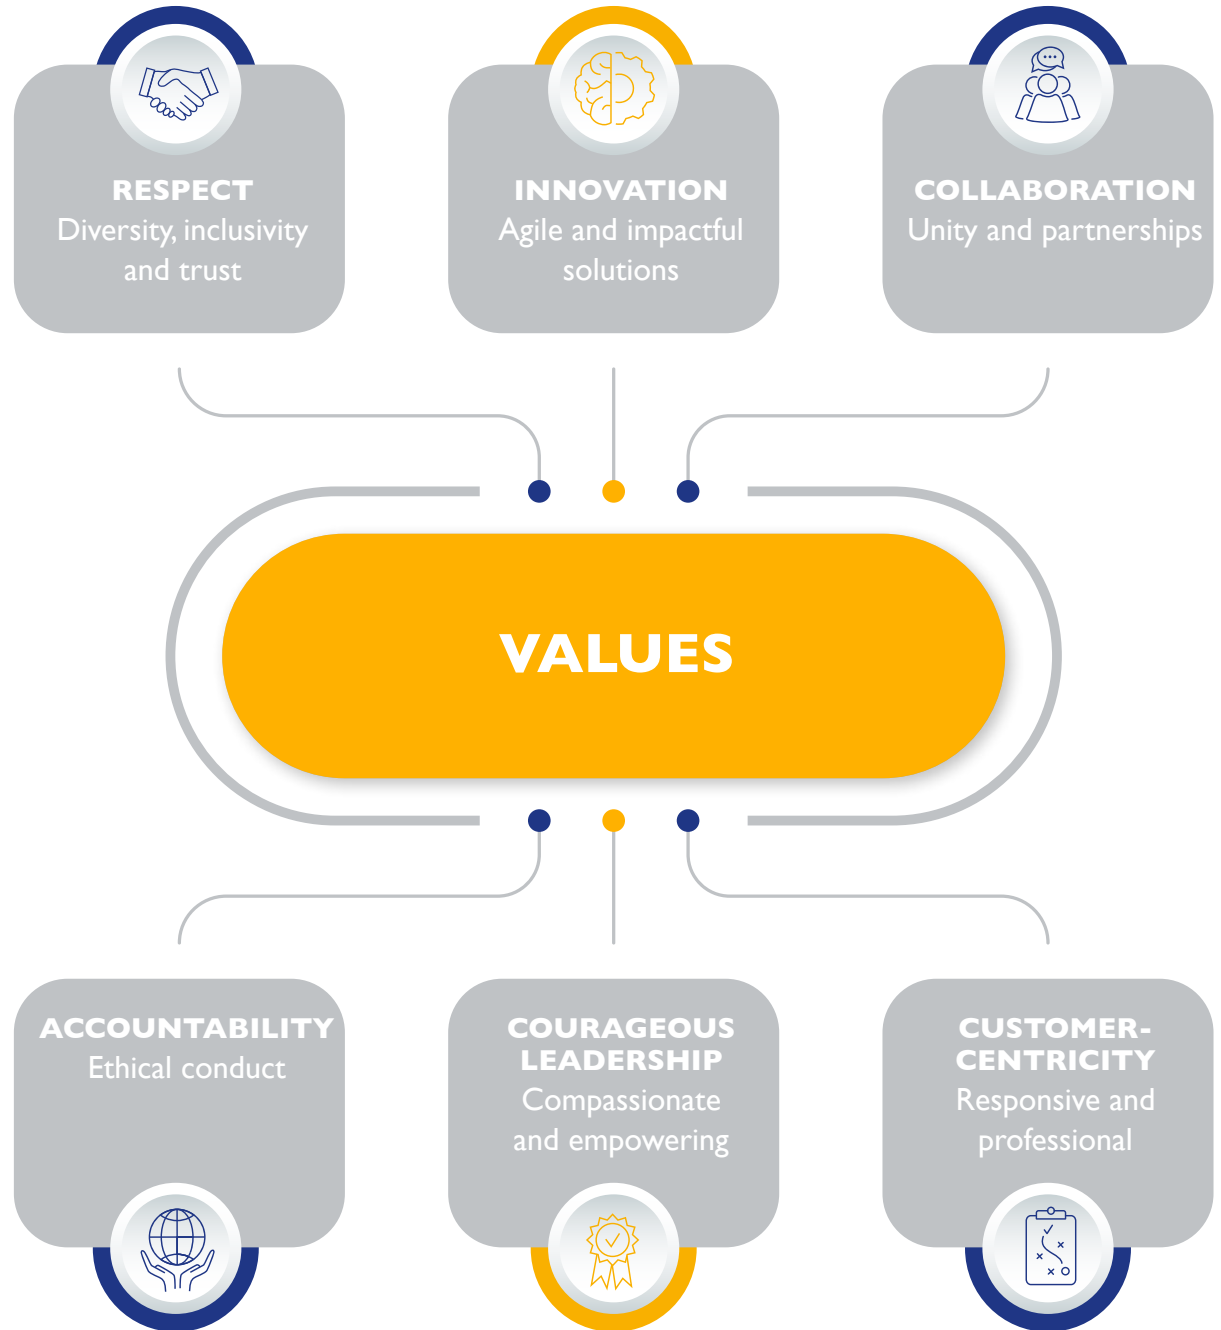 RESPECT
Diversity, inclusivity
and trust
INNOVATION
Agile and impactful
solutions
COLLABORATION
Unity and partnerships
VALUES
ACCOUNTABILITY
Ethical conduct
COURAGEOUS
LEADERSHIP
Compassionate
and empowering
CUSTOMER-
CENTRICITY
Responsive and
professional